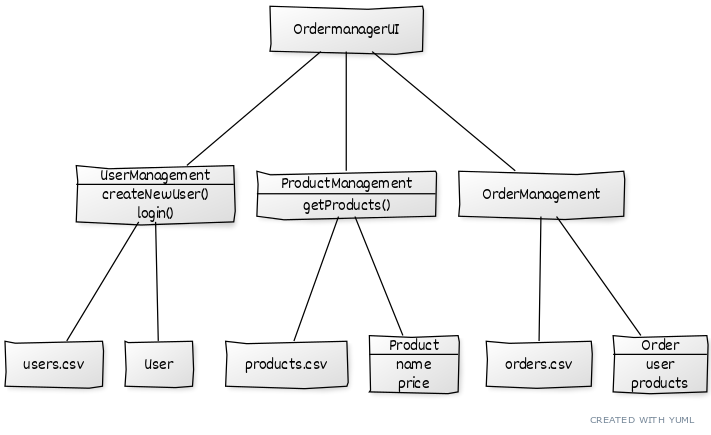 OrdermanagerUI
UserManagement
createNewUser()
login()
ProductManagement
getProducts()
OrderManagement
users.csv
User
products.csv
Product
name
price
orders.csv
Order
user
products
CREATED WITH YUML